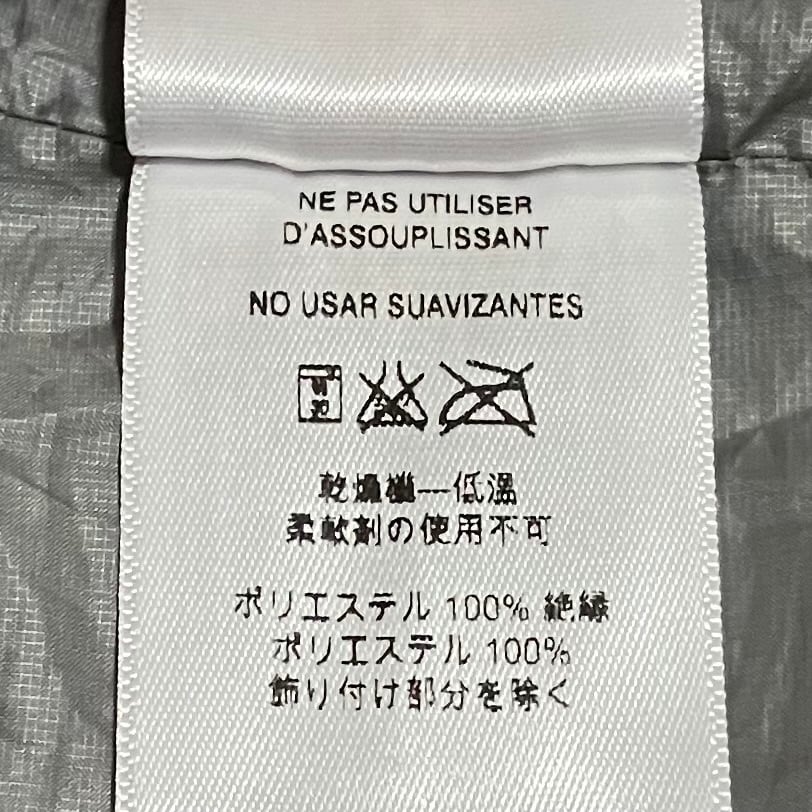 NE PAS UTILISER
D'ASSOUPLISSANT
NO USAR SUAVIZANTES
乾燥機—低温
柔軟剤の使用不可
ポリエステル 100% 絶縁
ポリエステル 100%
飾り付け部分を除く